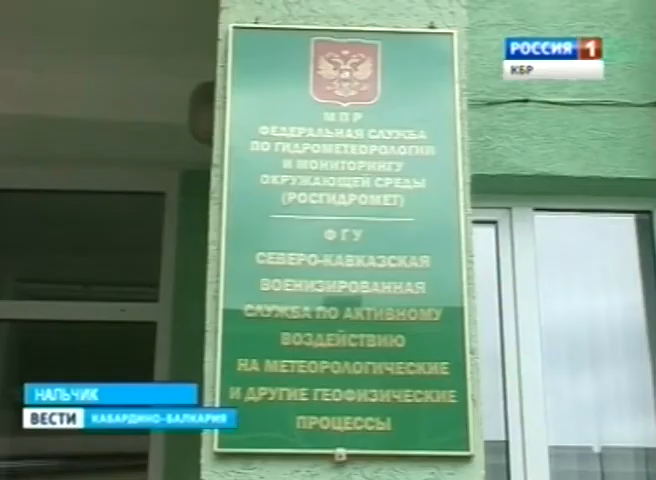 РОССИЯ 1
КБР
МПР
ФЕДЕРАЛЬНАЯ СЛУЖБА
ПО ГИДРОМЕТЕОРОЛОГИИ
И МОНИТОРИНГУ
ОКРУЖАЮЩЕЙ СРЕДЫ
(РОСГИДРОМЕТ)
ФГУ
СЕВЕРО-КАВКАЗСКАЯ
ВОЕНИЗИРОВАННАЯ
СЛУЖБА ПО АКТИВНОМУ
ВОЗДЕЙСТВИЮ
НА МЕТЕОРОЛОГИЧЕСКИЕ
И ДРУГИЕ ГЕОФИЗИЧЕСКИЕ
ПРОЦЕССЫ
НАЛЬЧИК
ВЕСТИ КАБАРДИНО-БАЛКАРИЯ